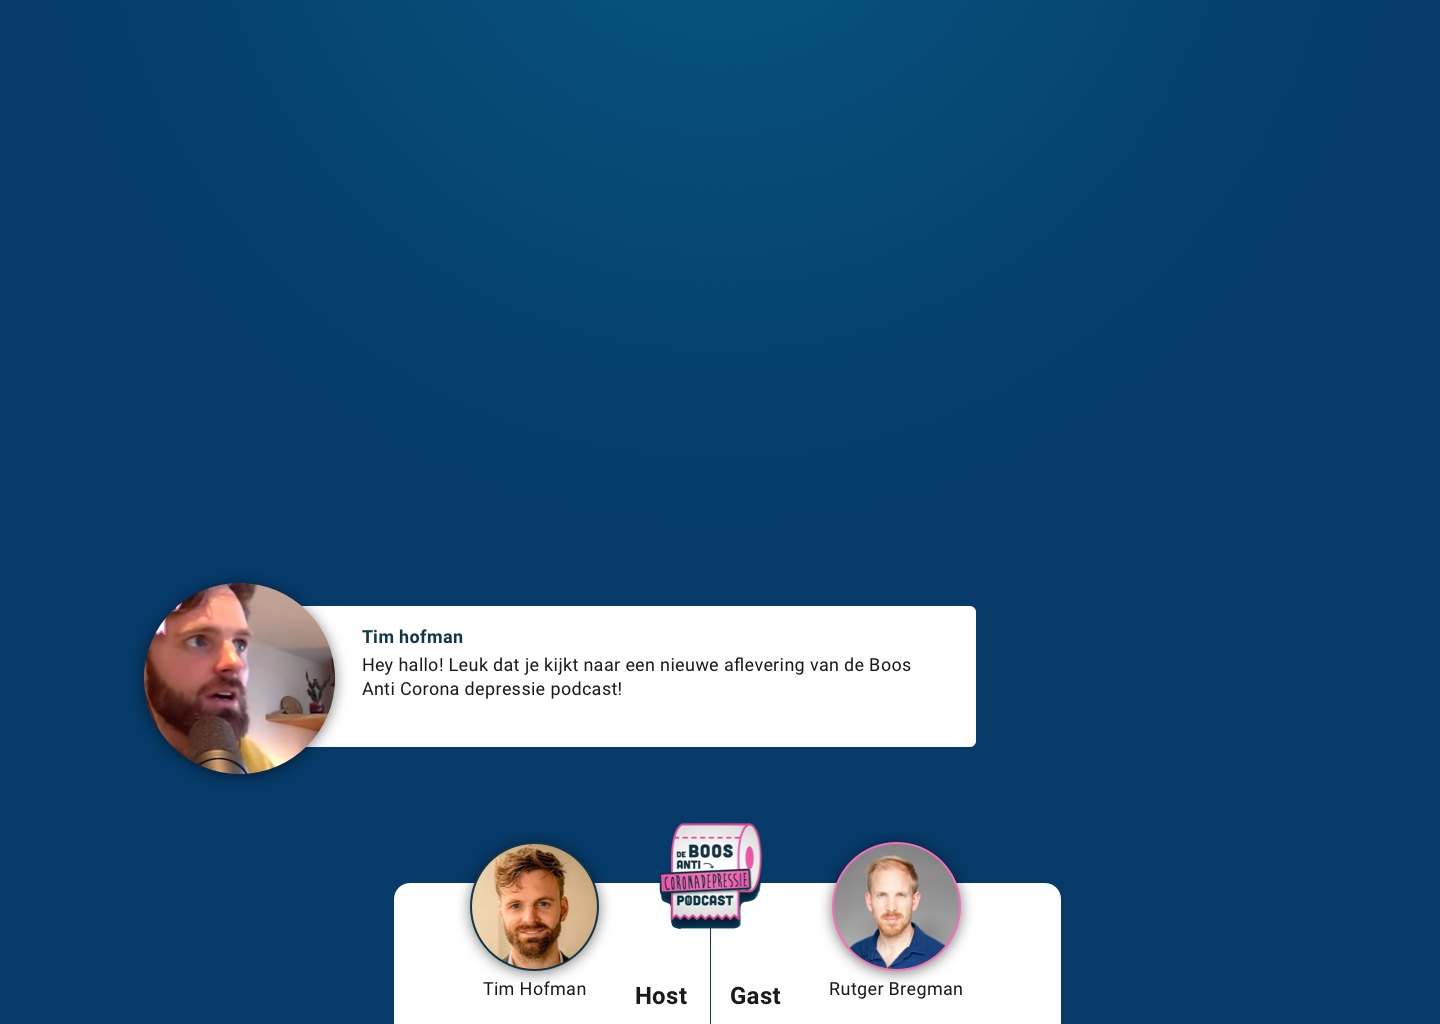 Tim hofman
Hey hallo! Leuk dat je kijkt naar een nieuwe aflevering van de Boos
Anti Corona depressie podcast!
DE BOOS
ANTI
CORONADEPRESSIE
PODCAST
Tim Hofman
Host
Gast
Rutger Bregman